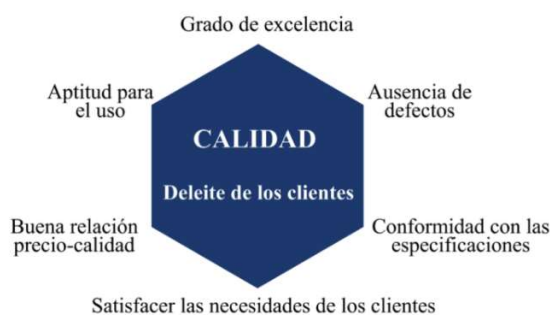 Grado de excelencia
Aptitud para
el uso
Ausencia de
defectos
CALIDAD
Deleite de los clientes
Buena relación
precio-calidad
Conformidad con las
especificaciones
Satisfacer las necesidades de los clientes